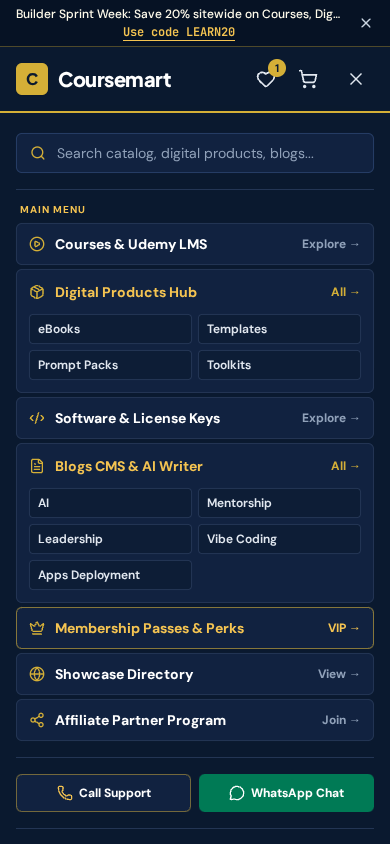 Builder Sprint Week: Save 20% sitewide on Courses, Dig...
Use code LEARN20
C Coursemart 1
Search catalog, digital products, blogs...
MAIN MENU
Courses & Udemy LMS Explore →
Digital Products Hub All →
eBooks Templates
Prompt Packs Toolkits
Software & License Keys Explore →
Blogs CMS & AI Writer All →
AI Mentorship
Leadership Vibe Coding
Apps Deployment
Membership Passes & Perks VIP →
Showcase Directory View →
Affiliate Partner Program Join →
Call Support WhatsApp Chat